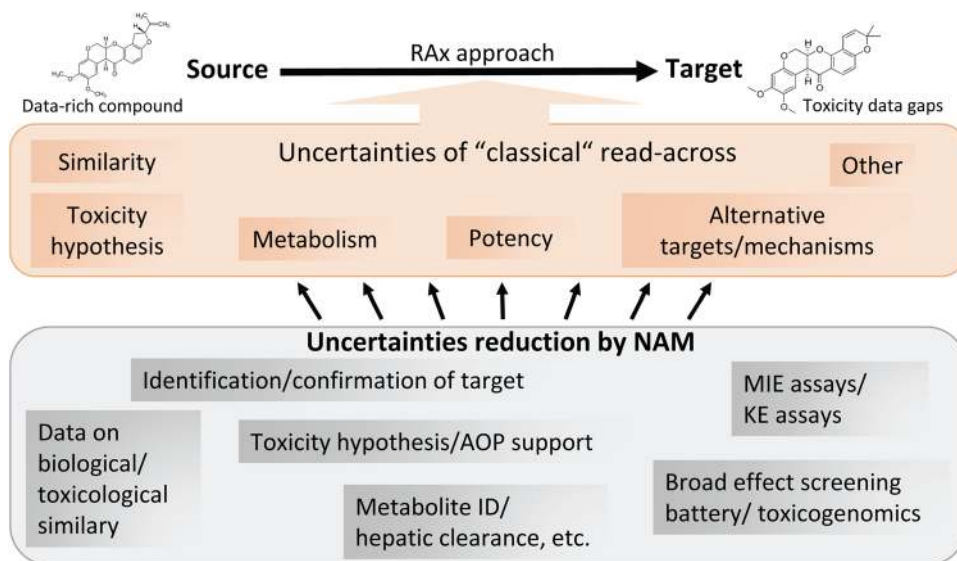 RAx approach
Source
Target
Data-rich compound
Toxicity data gaps
Uncertainties of “classical“ read-across
Similarity
Other
Toxicity
hypothesis
Metabolism
Potency
Alternative
targets/mechanisms
Uncertainties reduction by NAM
Identification/confirmation of target
MIE assays/
KE assays
Data on
biological/
toxicological
similary
Toxicity hypothesis/AOP support
Metabolite ID/
hepatic clearance, etc.
Broad effect screening
battery/ toxicogenomics